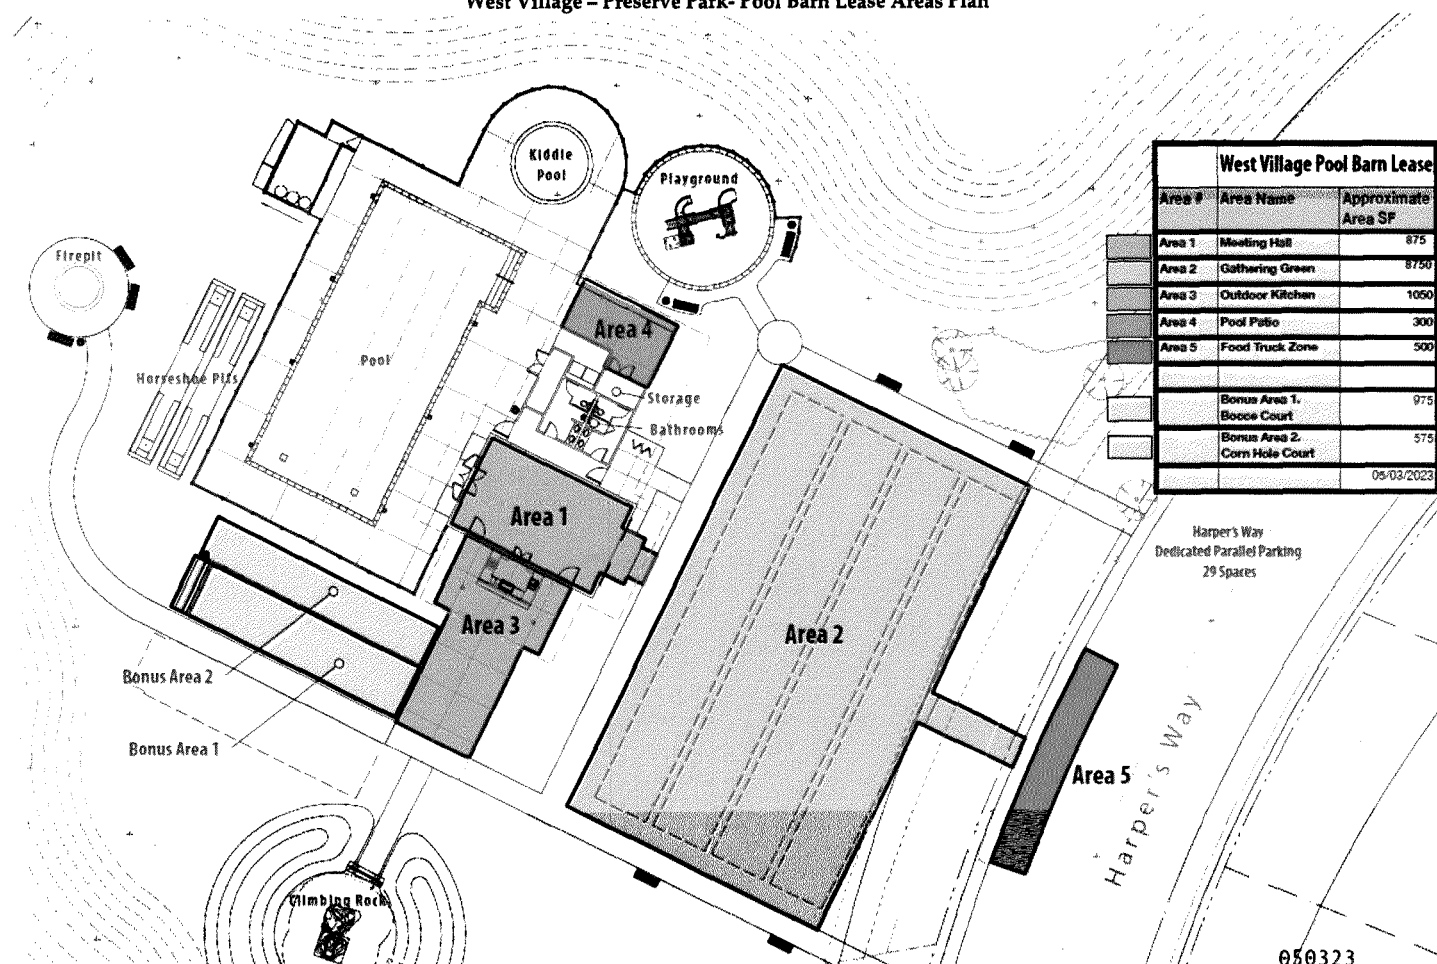 West Village – Preserve Park- Pool Barn Lease Areas Plan
Kiddie
Pool
Playground
West Village Pool Barn Lease
Area # Area Name Approximate
Area SF
Area 1 Meeting Hall 875
Area 2 Gathering Green 8750
Area 3 Outdoor Kitchen 1050
Area 4 Pool Patio 300
Area 5 Food Truck Zone 500
Bonus Area 1.
Bocce Court 975
Bonus Area 2.
Corn Hole Court 575
05/03/2023
Firepit
Area 4
Pool
Horseshoe Pits
Storage
Bathrooms
Area 1
Harper's Way
Dedicated Parallel Parking
29 Spaces
Area 3
Area 2
Bonus Area 2
Bonus Area 1
Area 5
Harper's Way
Climbing Rock
050323